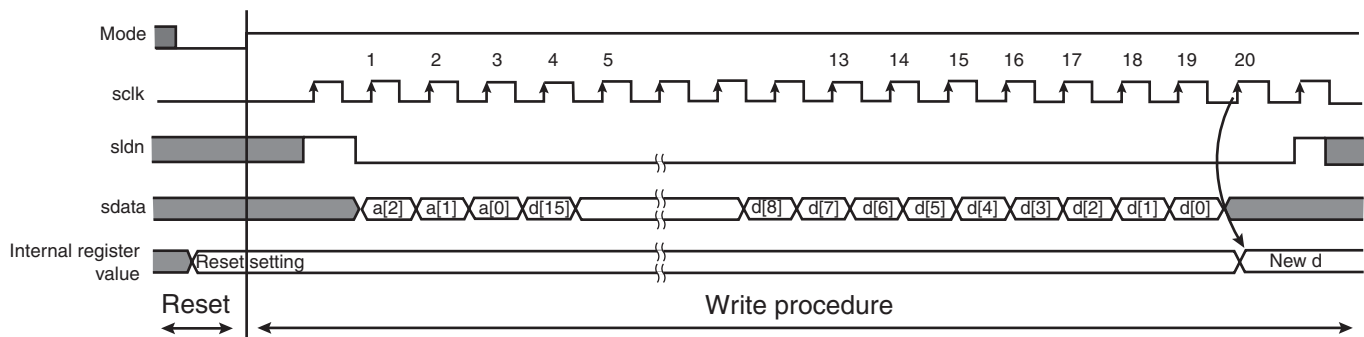 Mode
1 2 3 4 5 13 14 15 16 17 18 19 20
sclk
sldn
sdata a[2] a[1] a[0] d[15] d[8] d[7] d[6] d[5] d[4] d[3] d[2] d[1] d[0]
Internal register
value
Reset setting New d
Reset Write procedure